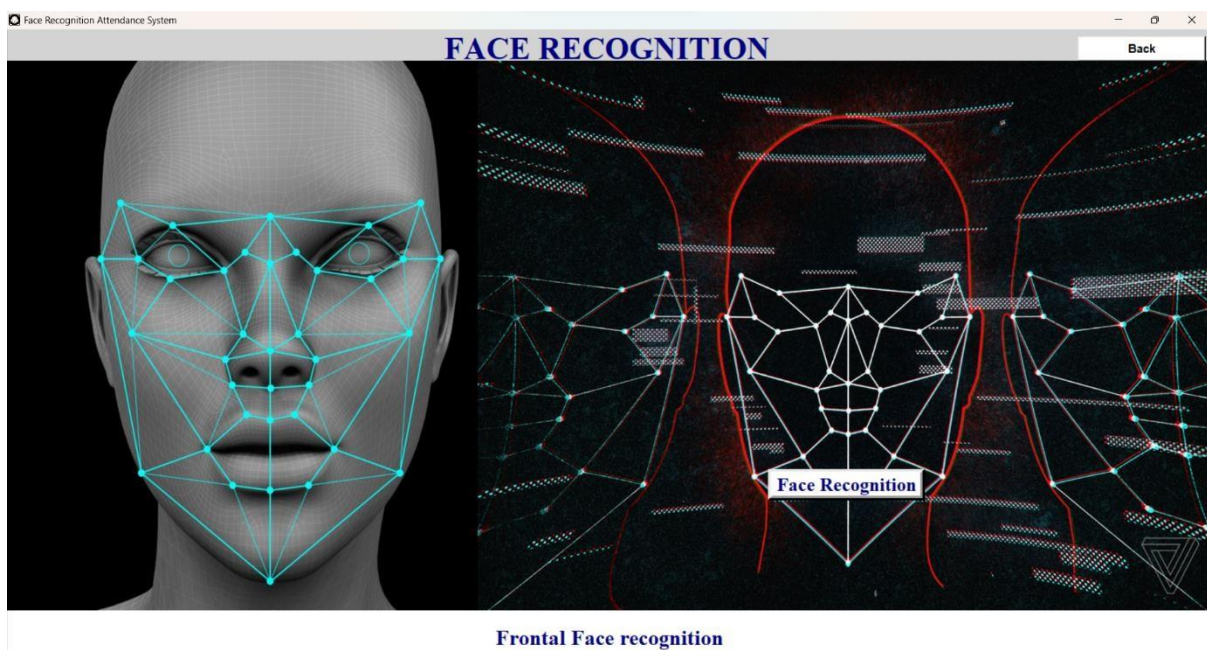 Face Recognition Attendance System
FACE RECOGNITION
Back
Face Recognition
Frontal Face recognition